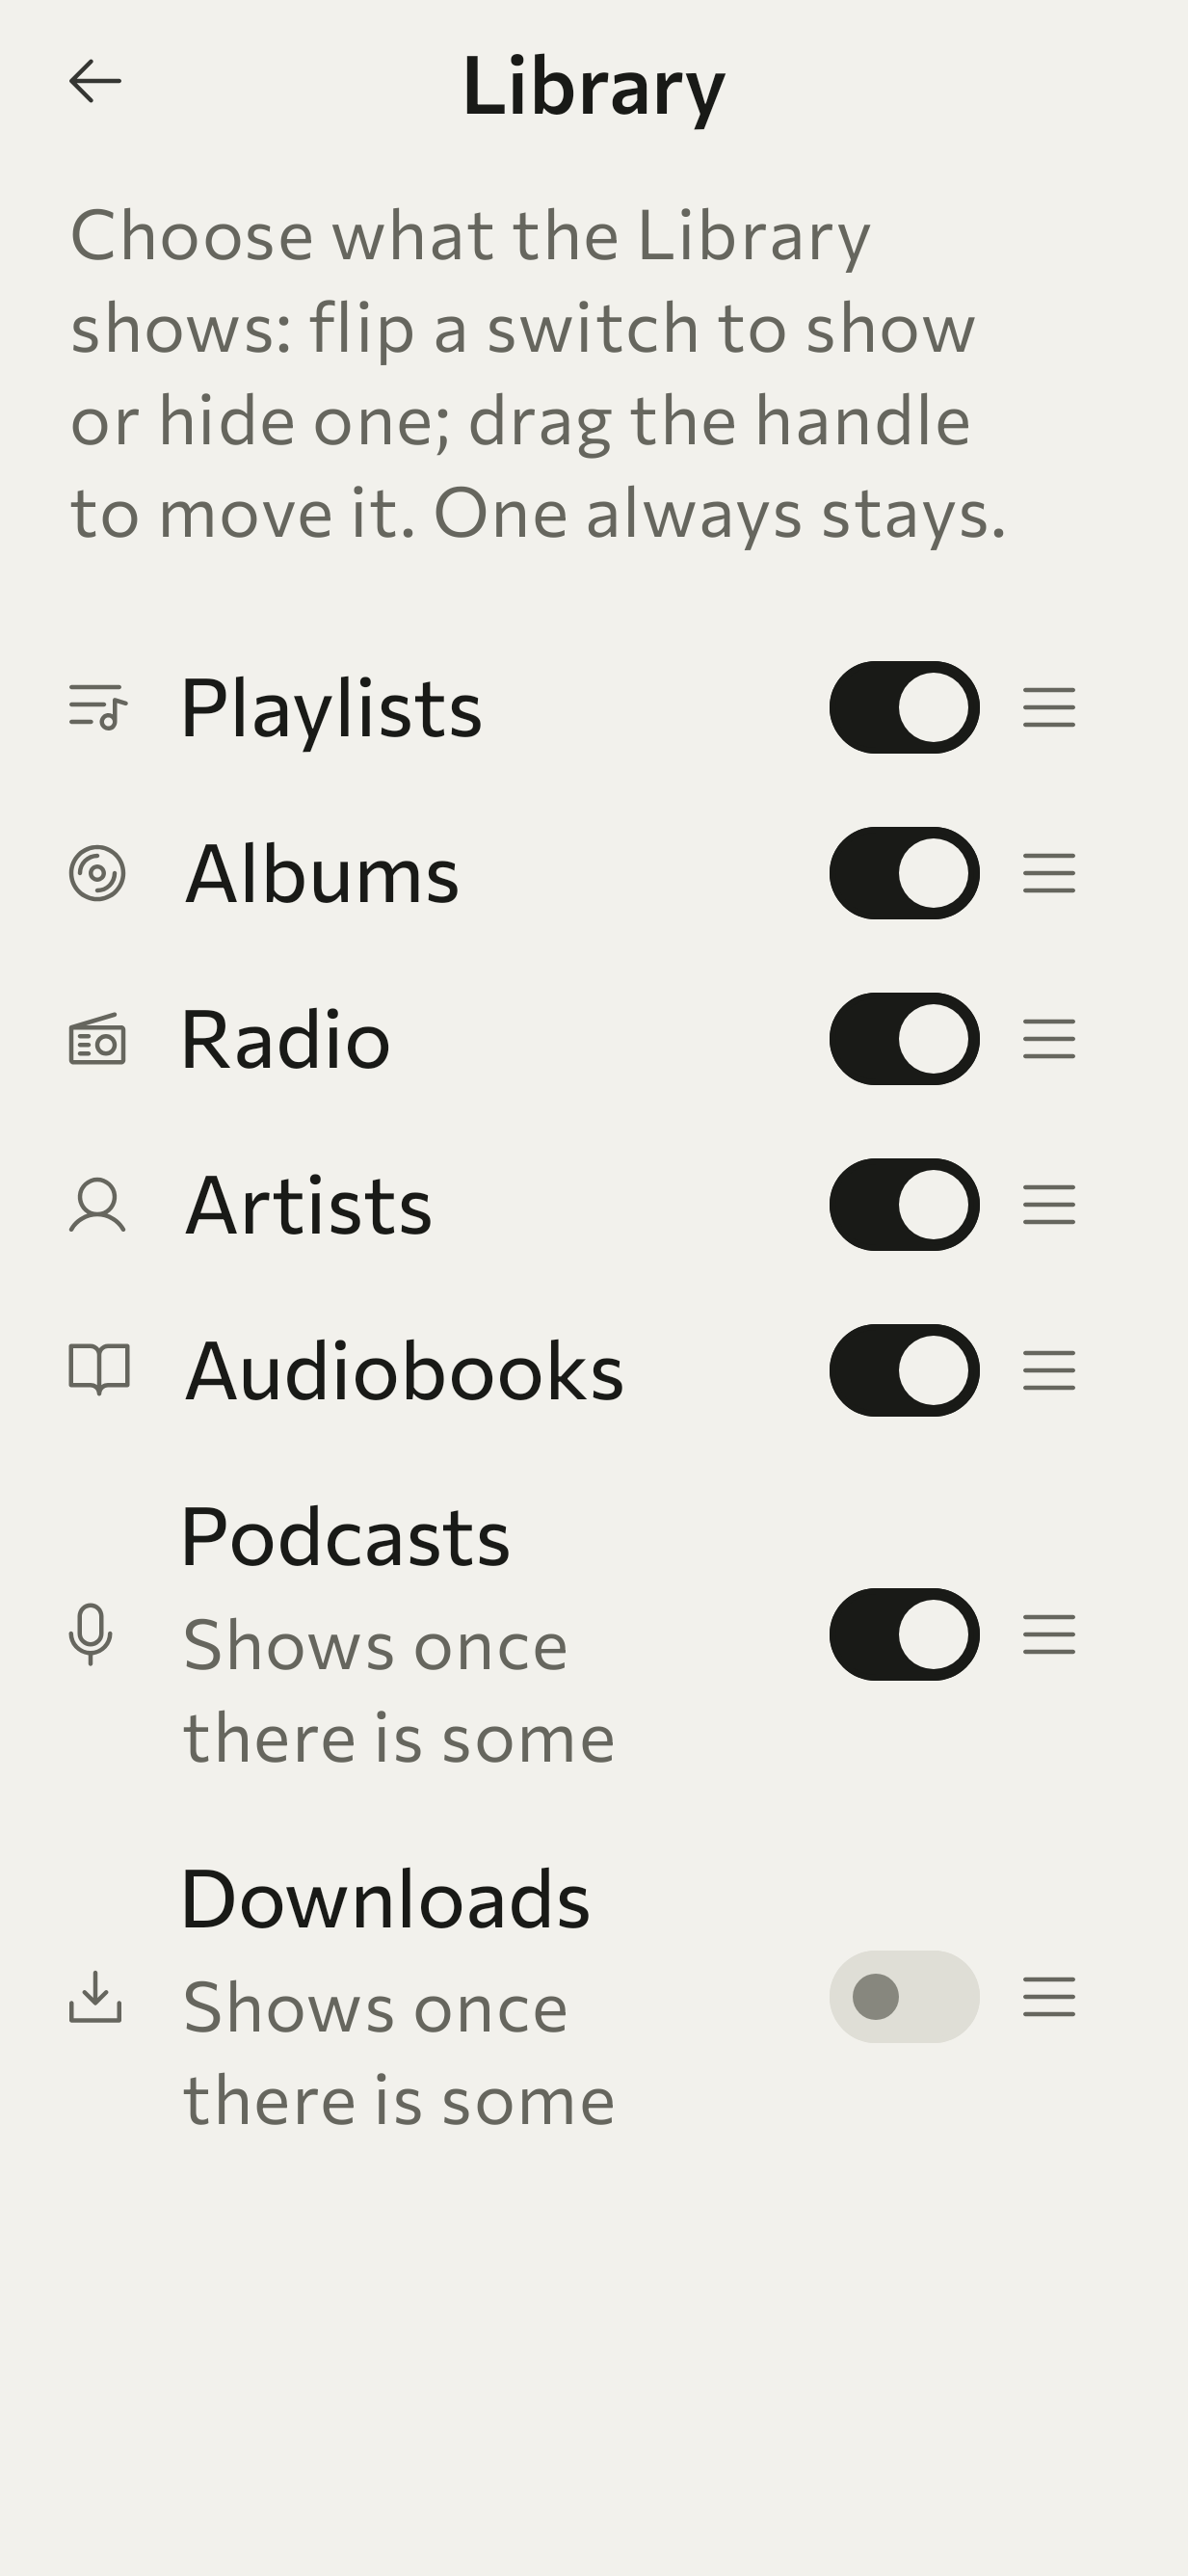 Library
Choose what the Library
shows: flip a switch to show
or hide one; drag the handle
to move it. One always stays.
Playlists
Albums
Radio
Artists
Audiobooks
Podcasts
Shows once
there is some
Downloads
Shows once
there is some